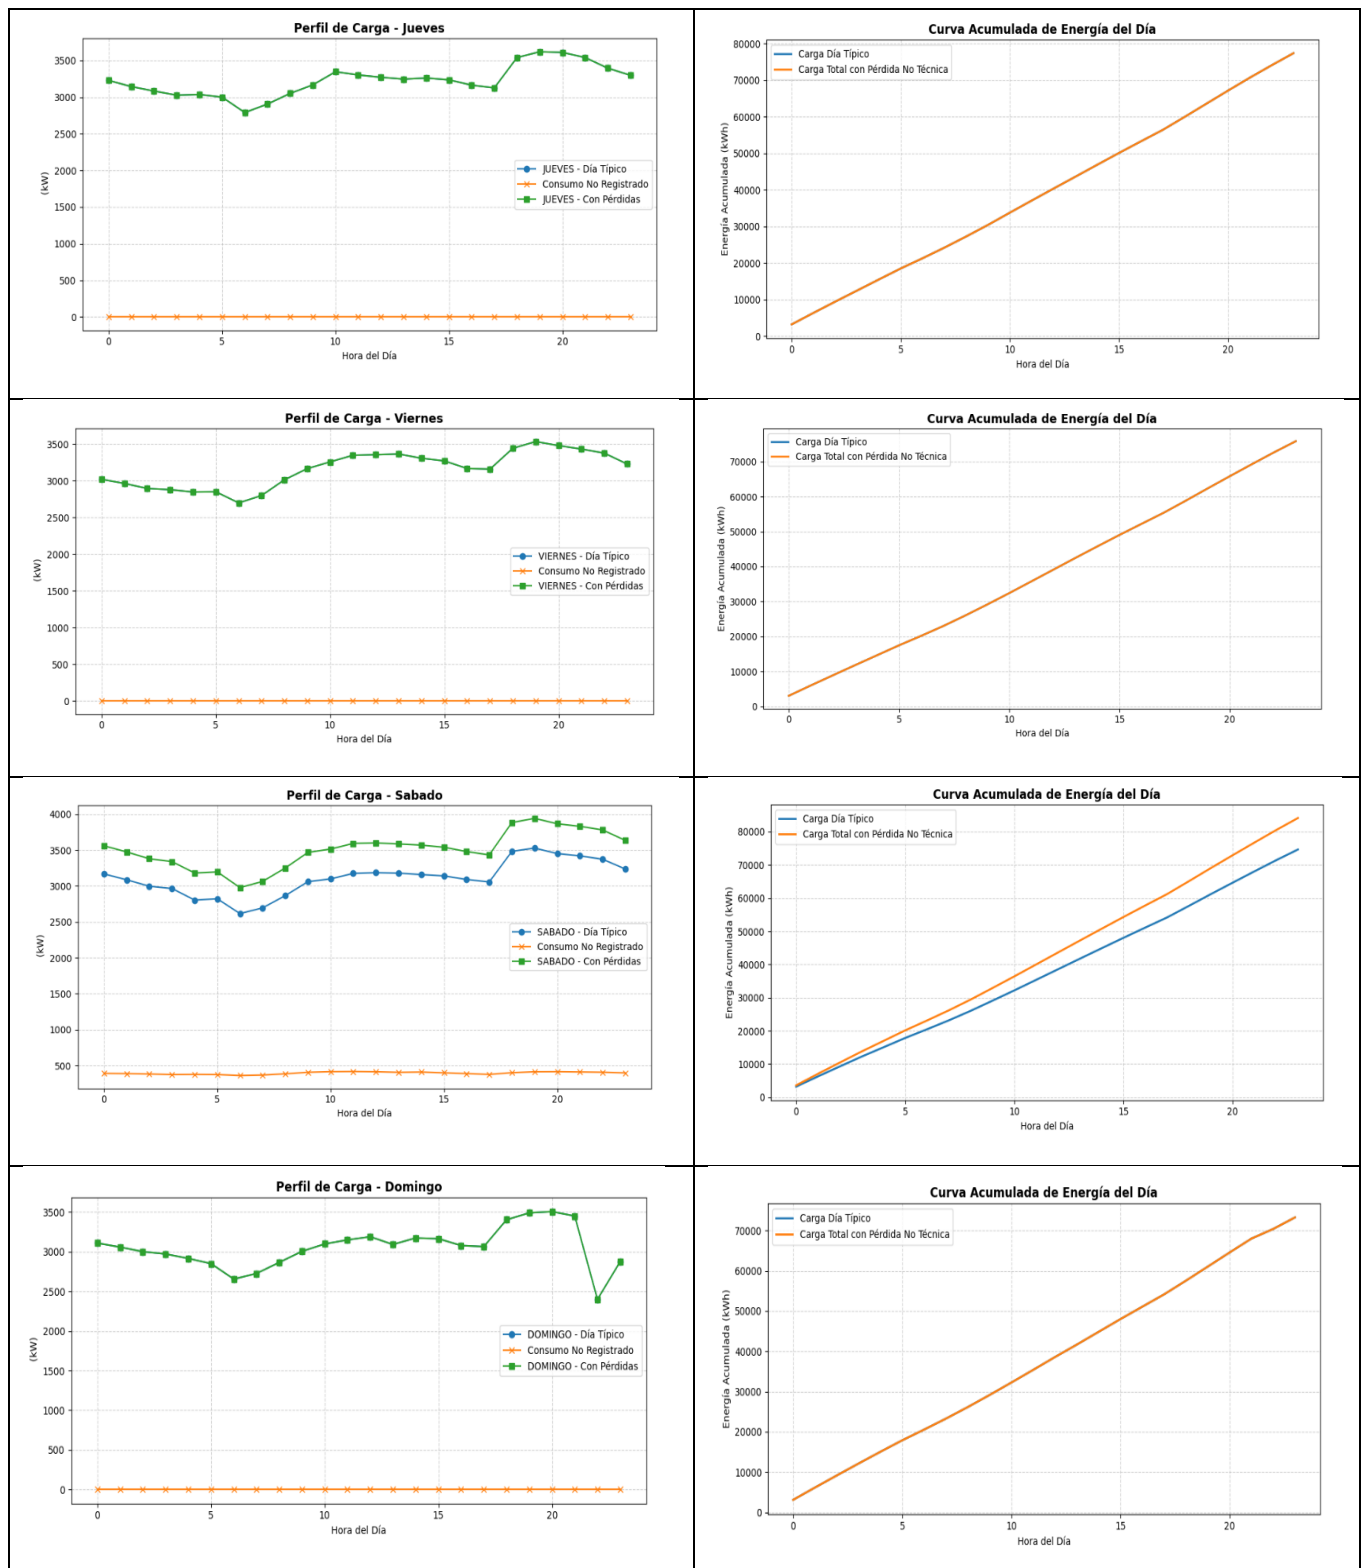 Perfil de Carga - Jueves
(kW)
3500
3000
2500
2000
1500
1000
500
0
JUEVES - Día Típico
Consumo No Registrado
JUEVES - Con Pérdidas
0 5 10 15 20
Hora del Día
Curva Acumulada de Energía del Día
Energía Acumulada (kWh)
80000
70000
60000
50000
40000
30000
20000
10000
0
Carga Día Típico
Carga Total con Pérdida No Técnica
0 5 10 15 20
Hora del Día
Perfil de Carga - Viernes
(kW)
3500
3000
2500
2000
1500
1000
500
0
VIERNES - Día Típico
Consumo No Registrado
VIERNES - Con Pérdidas
0 5 10 15 20
Hora del Día
Curva Acumulada de Energía del Día
Energía Acumulada (kWh)
70000
60000
50000
40000
30000
20000
10000
0
Carga Día Típico
Carga Total con Pérdida No Técnica
0 5 10 15 20
Hora del Día
Perfil de Carga - Sabado
(kW)
4000
3500
3000
2500
2000
1500
1000
500
SABADO - Día Típico
Consumo No Registrado
SABADO - Con Pérdidas
0 5 10 15 20
Hora del Día
Curva Acumulada de Energía del Día
Energía Acumulada (kWh)
80000
70000
60000
50000
40000
30000
20000
10000
0
Carga Día Típico
Carga Total con Pérdida No Técnica
0 5 10 15 20
Hora del Día
Perfil de Carga - Domingo
(kW)
3500
3000
2500
2000
1500
1000
500
0
DOMINGO - Día Típico
Consumo No Registrado
DOMINGO - Con Pérdidas
0 5 10 15 20
Hora del Día
Curva Acumulada de Energía del Día
Energía Acumulada (kWh)
70000
60000
50000
40000
30000
20000
10000
0
Carga Día Típico
Carga Total con Pérdida No Técnica
0 5 10 15 20
Hora del Día